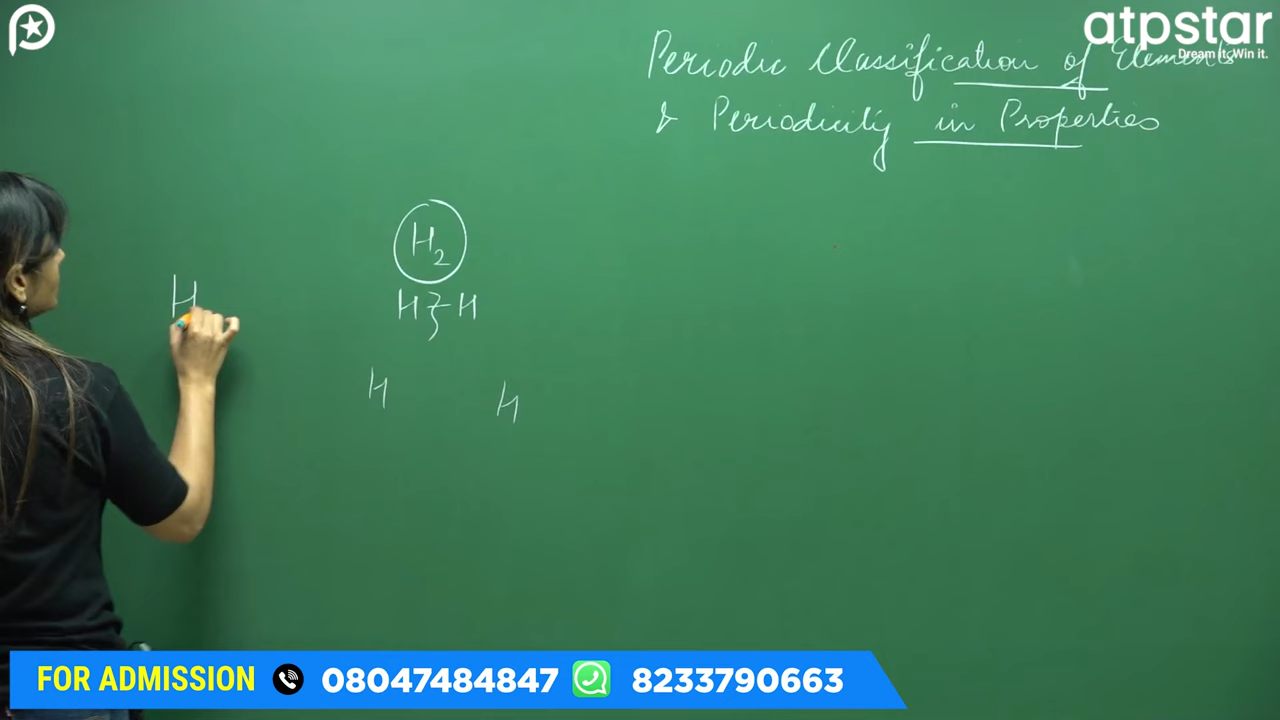 atpstar
Dream it. Win it.
Periodic Classification of Elements
& Periodicity in Properties
H2
H H
H
H H
FOR ADMISSION 08047484847 8233790663